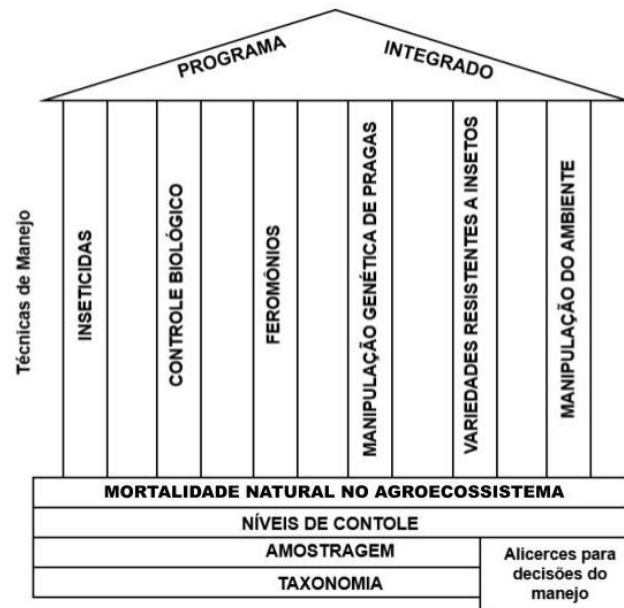 PROGRAMA INTEGRADO
Técnicas de Manejo
INSETICIDAS
CONTROLE BIOLÓGICO
FEROMÔNIOS
MANIPULAÇÃO GENÉTICA DE PRAGAS
VARIEDADES RESISTENTES A INSETOS
MANIPULAÇÃO DO AMBIENTE
MORTALIDADE NATURAL NO AGROECOSSISTEMA
NÍVEIS DE CONTOLE
AMOSTRAGEM
TAXONOMIA
Alicerces para
decisões do
manejo